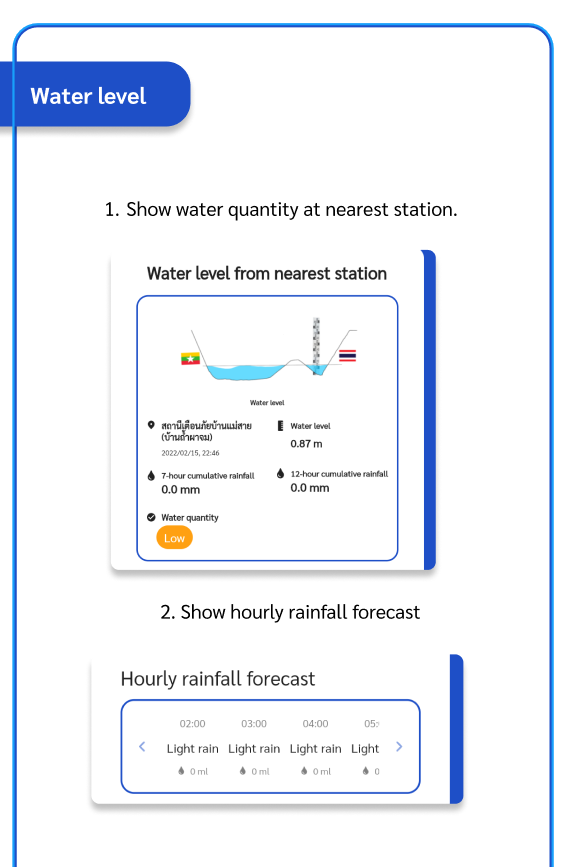 Water level
1. Show water quantity at nearest station.
Water level from nearest station
Water level
สถานีเตือนภัยบ้านแม่สาย
(บ้านถ้ำผาจม)
2022/02/15, 22:46
Water level
0.87 m
7-hour cumulative rainfall
0.0 mm
12-hour cumulative rainfall
0.0 mm
Water quantity
Low
2. Show hourly rainfall forecast
Hourly rainfall forecast
02:00 03:00 04:00 05:
Light rain Light rain Light rain Light
0 ml 0 ml 0 ml 0